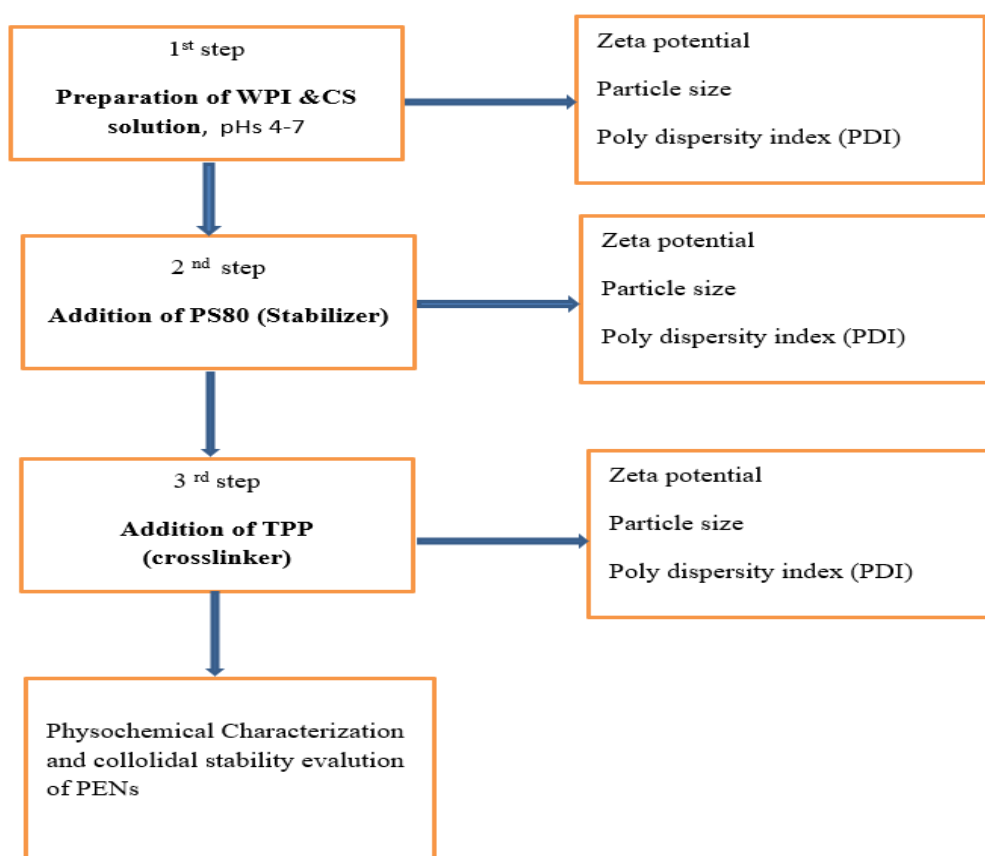 1st step
Preparation of WPI &CS
solution, pHs 4-7
Zeta potential
Particle size
Poly dispersity index (PDI)
2 nd step
Addition of PS80 (Stabilizer)
Zeta potential
Particle size
Poly dispersity index (PDI)
3 rd step
Addition of TPP
(crosslinker)
Zeta potential
Particle size
Poly dispersity index (PDI)
Physochemical Characterization
and collolidal stability evalution
of PENs